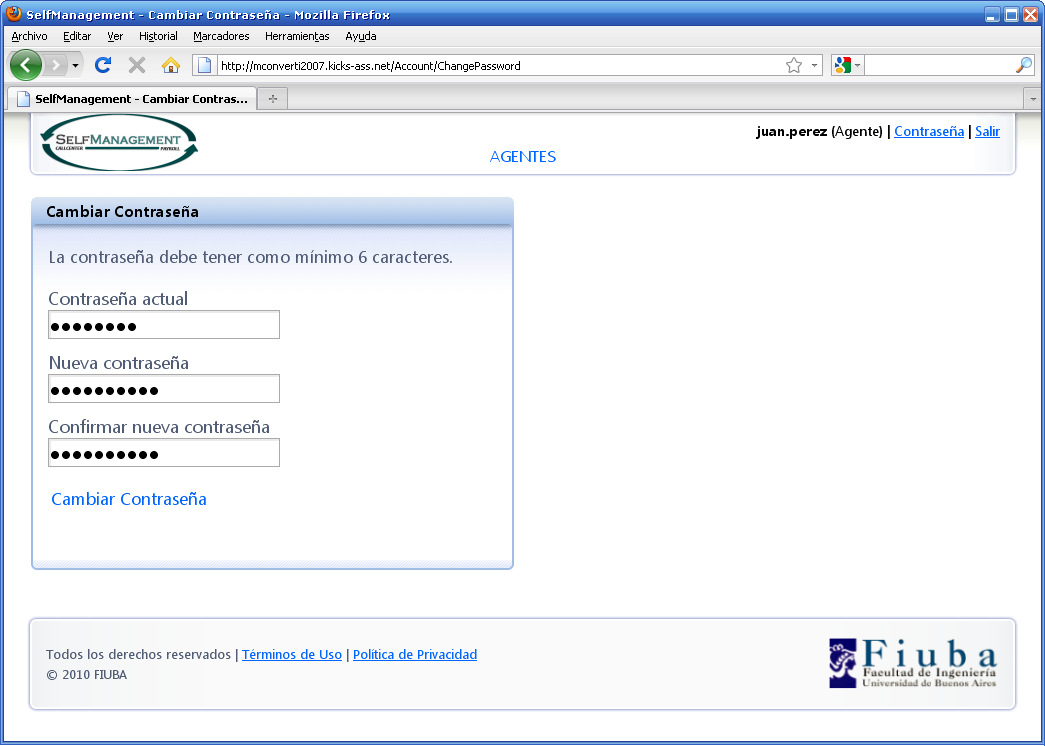 SelfManagement - Cambiar Contraseña - Mozilla Firefox
Archivo Editar Ver Historial Marcadores Herramientas Ayuda
http://mconverti2007.kicks-ass.net/Account/ChangePassword
SelfManagement - Cambiar Contras...
SELFMANAGEMENT
CALLCENTER PAYROLL
juan.perez (Agente) | Contraseña | Salir
AGENTES
Cambiar Contraseña
La contraseña debe tener como mínimo 6 caracteres.
Contraseña actual
Nueva contraseña
Confirmar nueva contraseña
Cambiar Contraseña
Todos los derechos reservados | Términos de Uso | Política de Privacidad
© 2010 FIUBA
Fiuba
Facultad de Ingeniería
Universidad de Buenos Aires